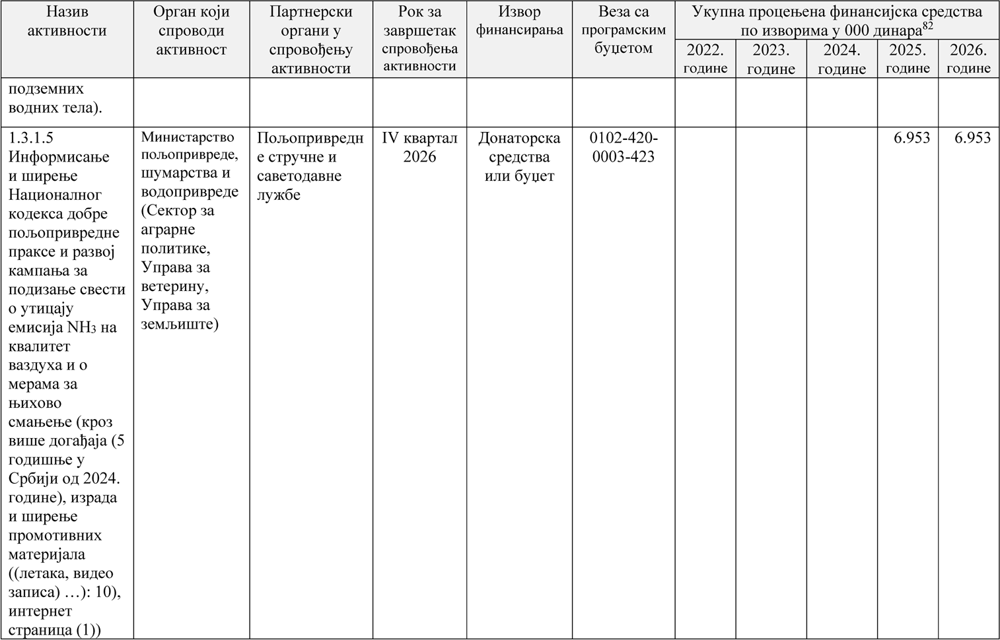 Назив
активности
Орган који
спроводи
активност
Партнерски
органи у
спровођењу
активности
Рок за
завршетак
спровођења
активности
Извор
финансирања
Веза са
програмским
буџетом
Укупна процењена финансијска средства
по изворима у 000 динара82
2022.
године
2023.
године
2024.
године
2025.
године
2026.
године
подземних
водних тела).
1.3.1.5
Информисање
и ширење
Националног
кодекса добре
пољопривредне
праксе и развој
кампања за
подизање свести
о утицају
емисија NH3 на
квалитет
ваздуха и о
мерама за
њихово
смањење (кроз
више догађаја (5
годишње у
Србији од 2024.
године), израда
и ширење
промотивних
материјала
((летака, видео
записа) …): 10),
интернет
страница (1))
Министарство
пољопривреде,
шумарства и
водопривреде
(Сектор за
аграрне
политике,
Управа за
ветерину,
Управа за
земљиште)
Пољопривредн
е стручне и
саветодавне
лужбе
IV квартал
2026
Донаторска
средства
или буџет
0102-420-
0003-423
6.953
6.953